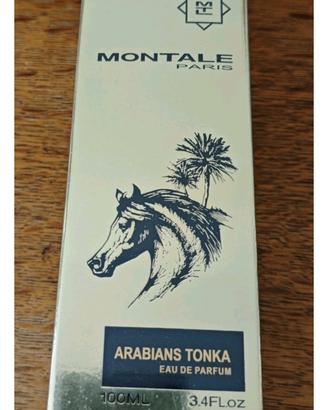 MONTALE
PARIS
ARABIANS TONKA
EAU DE PARFUM
100ML 3.4FLoz